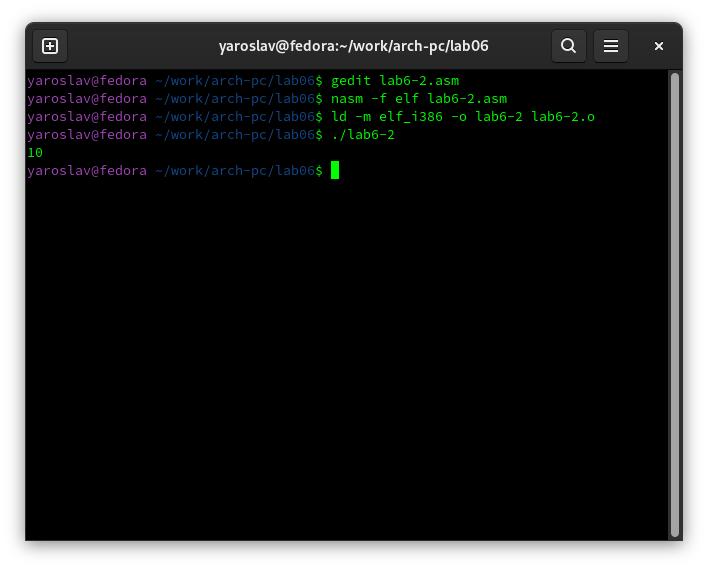 yaroslav@fedora:~/work/arch-pc/lab06
yaroslav@fedora ~/work/arch-pc/lab06$ gedit lab6-2.asm
yaroslav@fedora ~/work/arch-pc/lab06$ nasm -f elf lab6-2.asm
yaroslav@fedora ~/work/arch-pc/lab06$ ld -m elf_i386 -o lab6-2 lab6-2.o
yaroslav@fedora ~/work/arch-pc/lab06$ ./lab6-2
10
yaroslav@fedora ~/work/arch-pc/lab06$